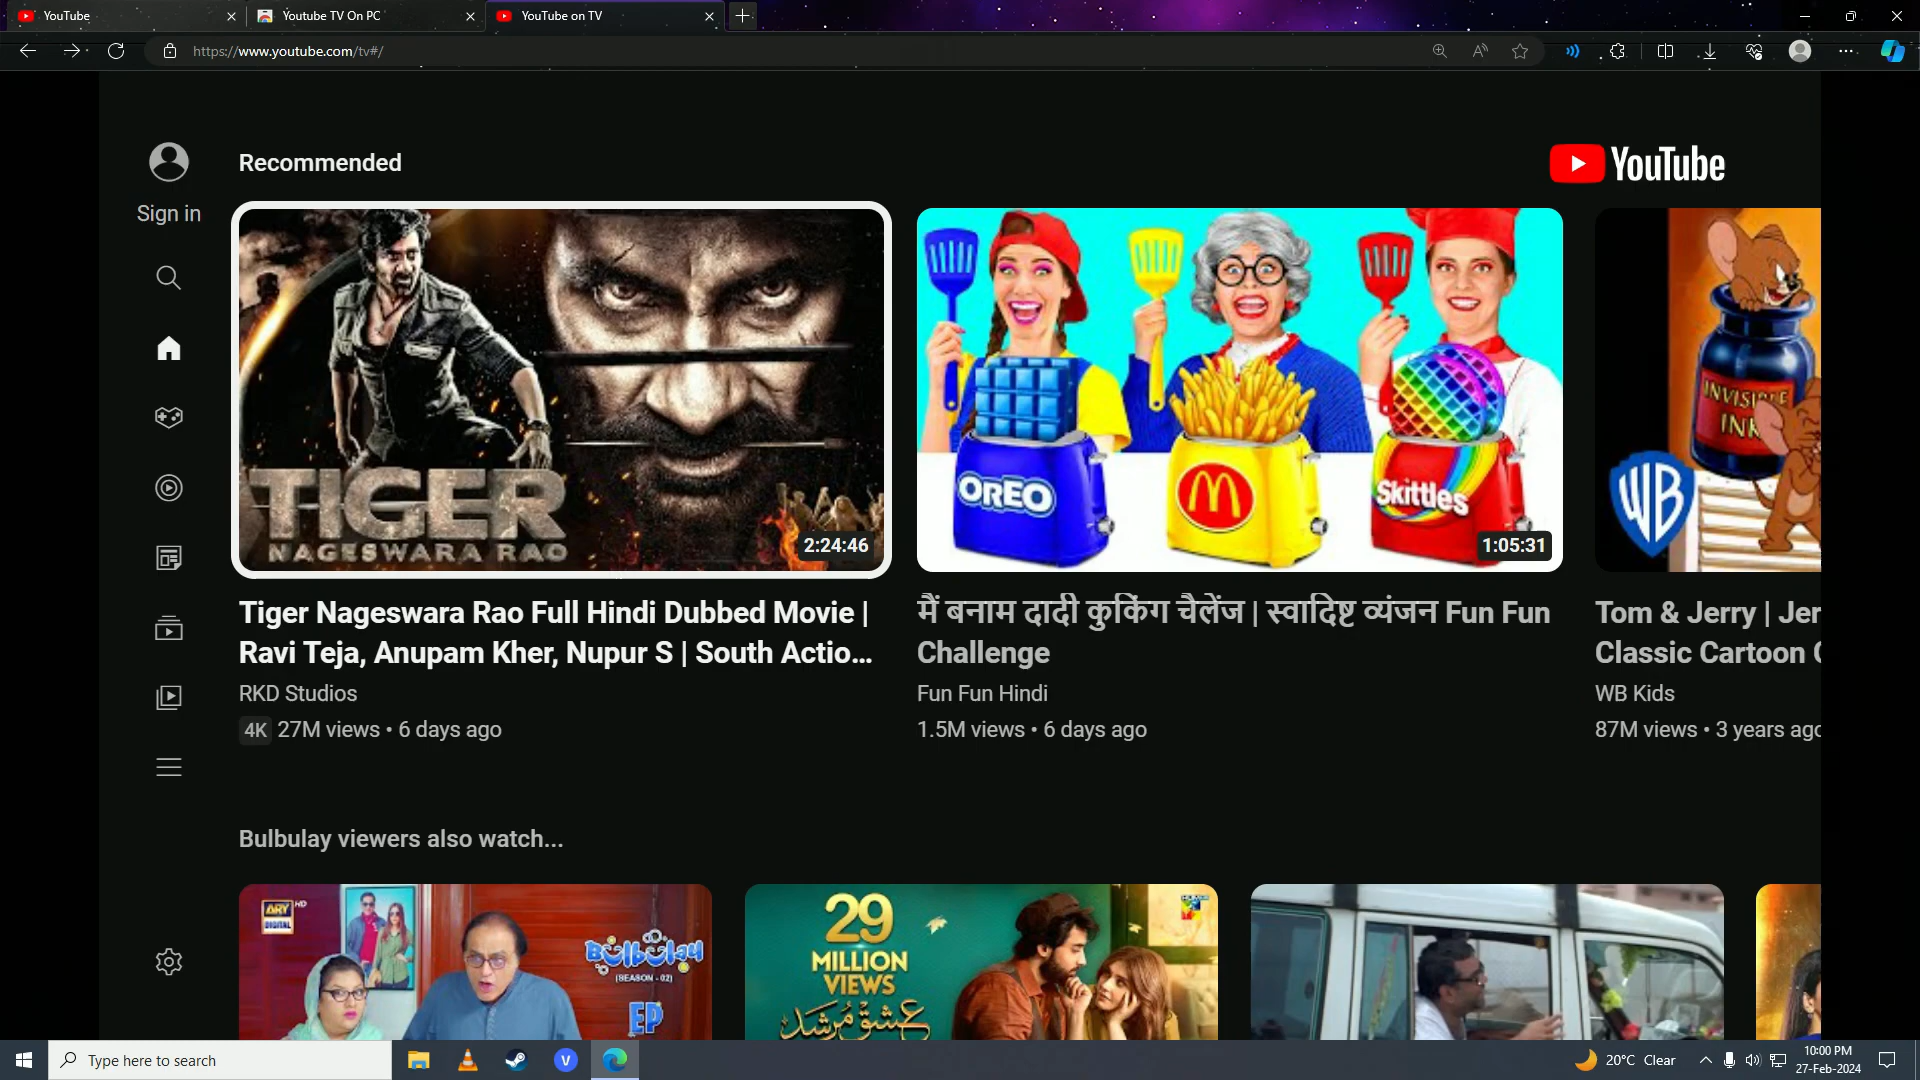 YouTube
Youtube TV On PC
YouTube on TV
https://www.youtube.com/tv#/
Sign in
Recommended
YouTube
TIGER
NAGESWARA RAO
2:24:46
OREO
Skittles
1:05:31
INVISIBLE
INK
WB
Tiger Nageswara Rao Full Hindi Dubbed Movie |
Ravi Teja, Anupam Kher, Nupur S | South Actio...
RKD Studios
4K 27M views • 6 days ago
मैं बनाम दादी कुकिंग चैलेंज | स्वादिष्ट व्यंजन Fun Fun
Challenge
Fun Fun Hindi
1.5M views • 6 days ago
Tom & Jerry | Jer
Classic Cartoon
WB Kids
87M views • 3 years ago
Bulbulay viewers also watch...
ARY HD
DIGITAL
Bulbulay
(SEASON - 02)
EP
29
MILLION
VIEWS
عشق مرشد
Type here to search
20°C Clear
10:00 PM
27-Feb-2024